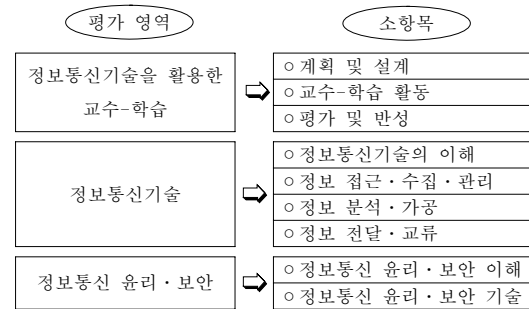 평가 영역
소항목
정보통신기술을 활용한
교수-학습
○계획 및 설계
○교수-학습 활동
○평가 및 반성
정보통신기술
○정보통신기술의 이해
○정보 접근·수집·관리
○정보 분석·가공
○정보 전달·교류
정보통신 윤리·보안
○정보통신 윤리·보안 이해
○정보통신 윤리·보안 기술